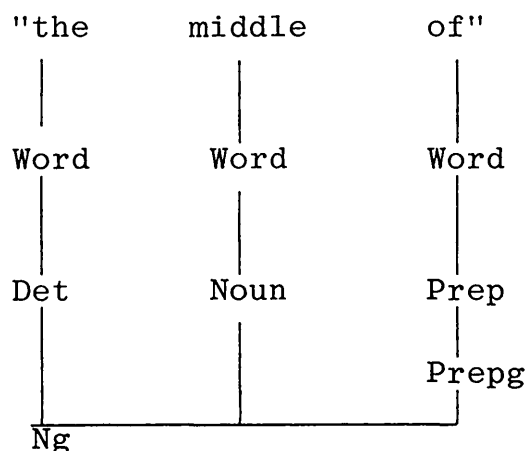 "the middle of"
Word Word Word
Det Noun Prep
Prepg
Ng